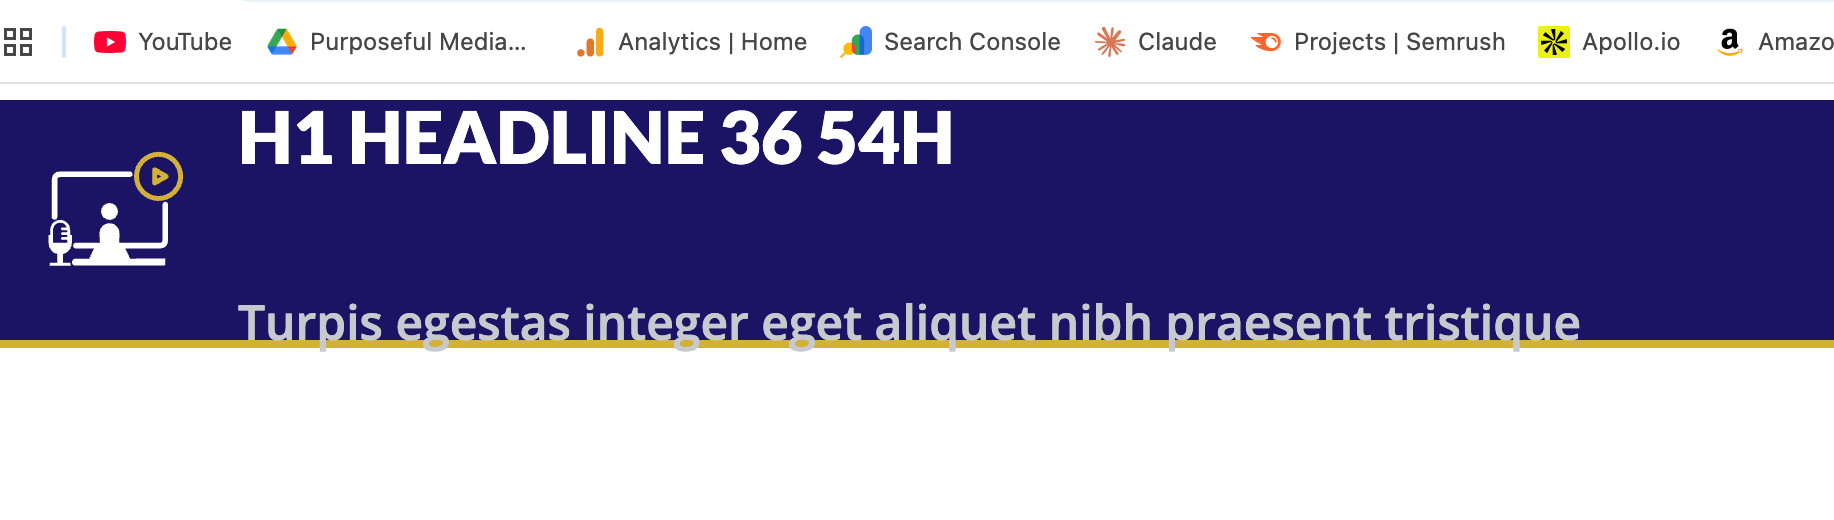 YouTube Purposeful Media... Analytics | Home Search Console Claude Projects | Semrush Apollo.io Amazo
H1 HEADLINE 36 54H
Turpis egestas integer eget aliquet nibh praesent tristique